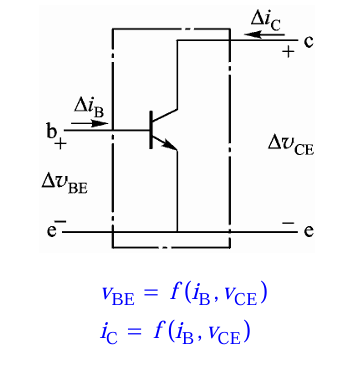 Δi_C
+ c
Δi_B
b
+
Δv_CE
Δv_BE
e −
− e
v_BE = f(i_B, v_CE)
i_C = f(i_B, v_CE)